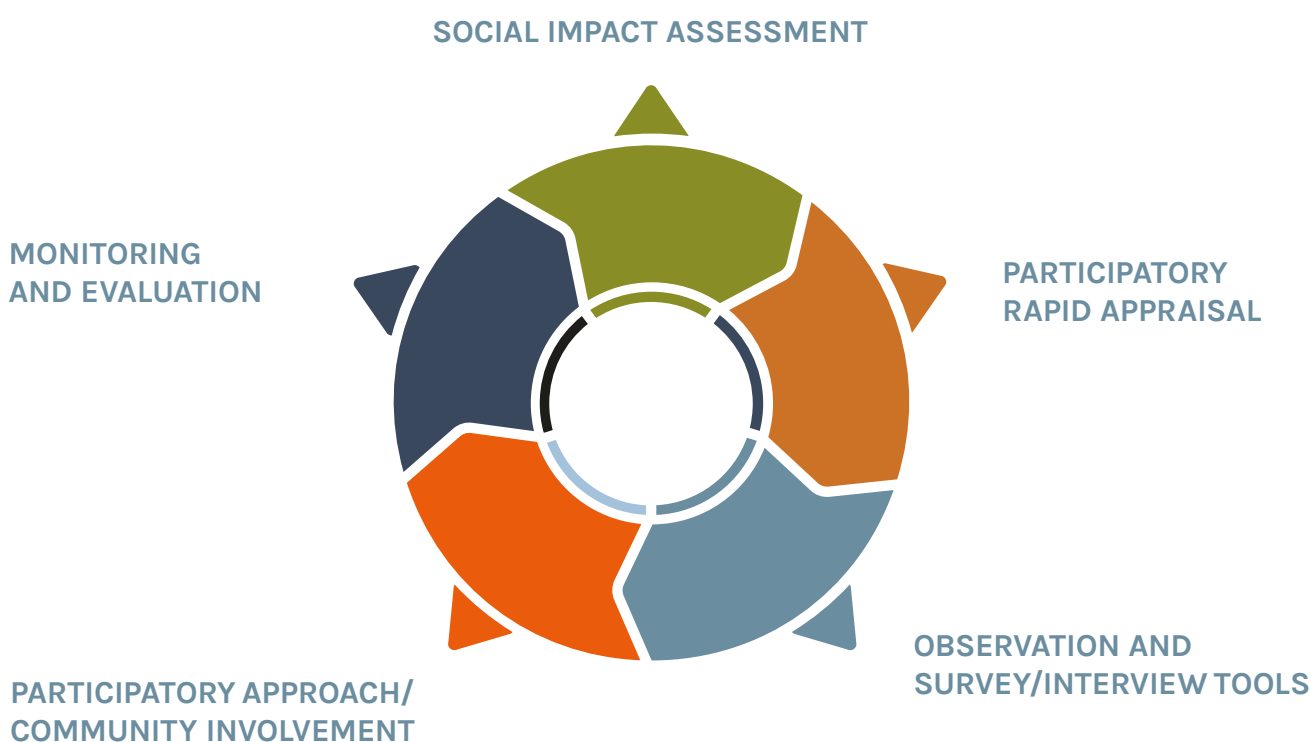 SOCIAL IMPACT ASSESSMENT
MONITORING
AND EVALUATION
PARTICIPATORY
RAPID APPRAISAL
OBSERVATION AND
SURVEY/INTERVIEW TOOLS
PARTICIPATORY APPROACH/
COMMUNITY INVOLVEMENT